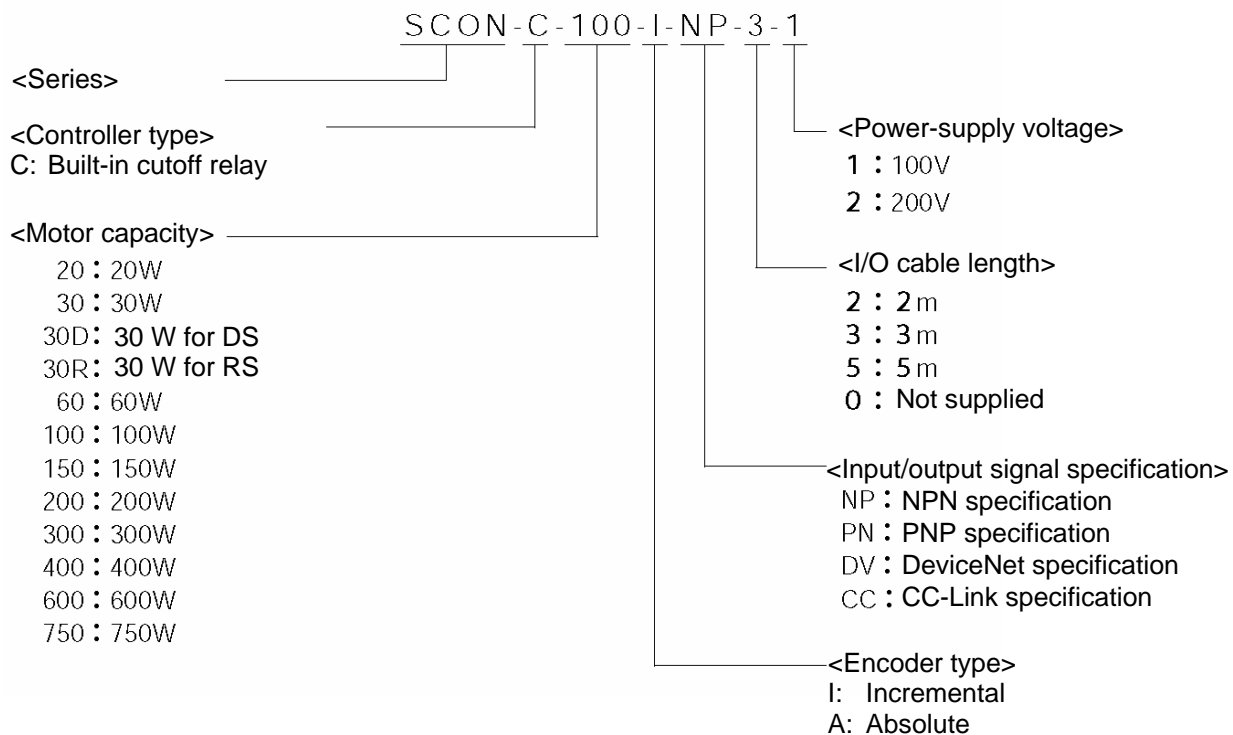 SCON-C-100-I-NP-3-1
<Series>
<Controller type>
C: Built-in cutoff relay
<Motor capacity>
20：20W
30：30W
30D：30 W for DS
30R：30 W for RS
60：60W
100：100W
150：150W
200：200W
300：300W
400：400W
600：600W
750：750W
<Power-supply voltage>
1：100V
2：200V
<I/O cable length>
2：2m
3：3m
5：5m
0：Not supplied
<Input/output signal specification>
NP：NPN specification
PN：PNP specification
DV：DeviceNet specification
CC：CC-Link specification
<Encoder type>
I: Incremental
A: Absolute